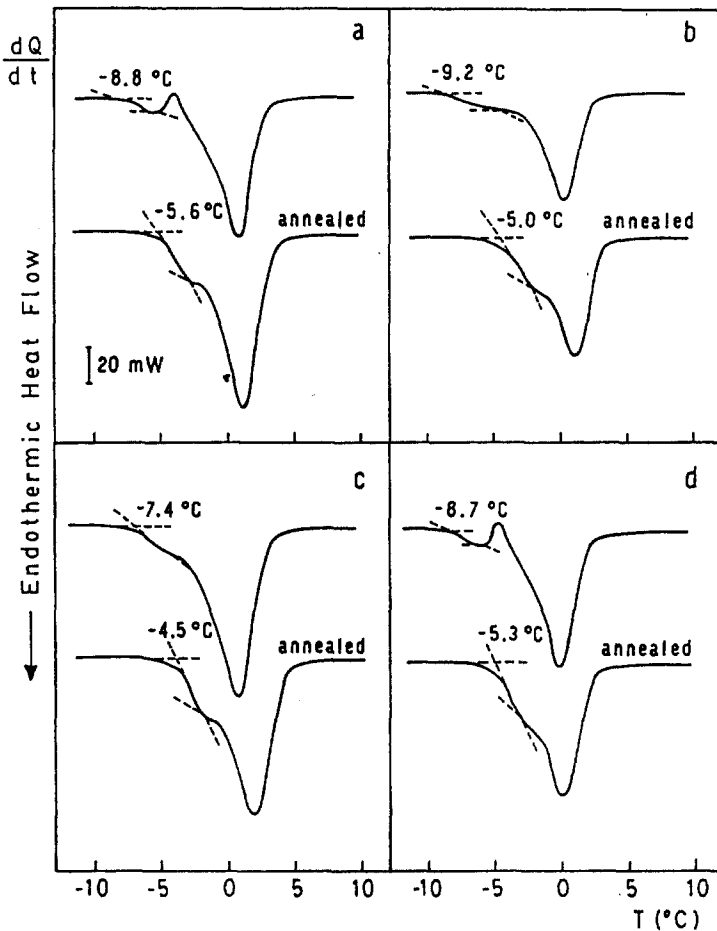 dQ
dt
Endothermic Heat Flow
a
-8.8 °C
-5.6 °C
annealed
20 mW
b
-9.2 °C
-5.0 °C
annealed
c
-7.4 °C
-4.5 °C
annealed
d
-8.7 °C
-5.3 °C
annealed
-10 -5 0 5 10 -10 -5 0 5 10
T (°C)